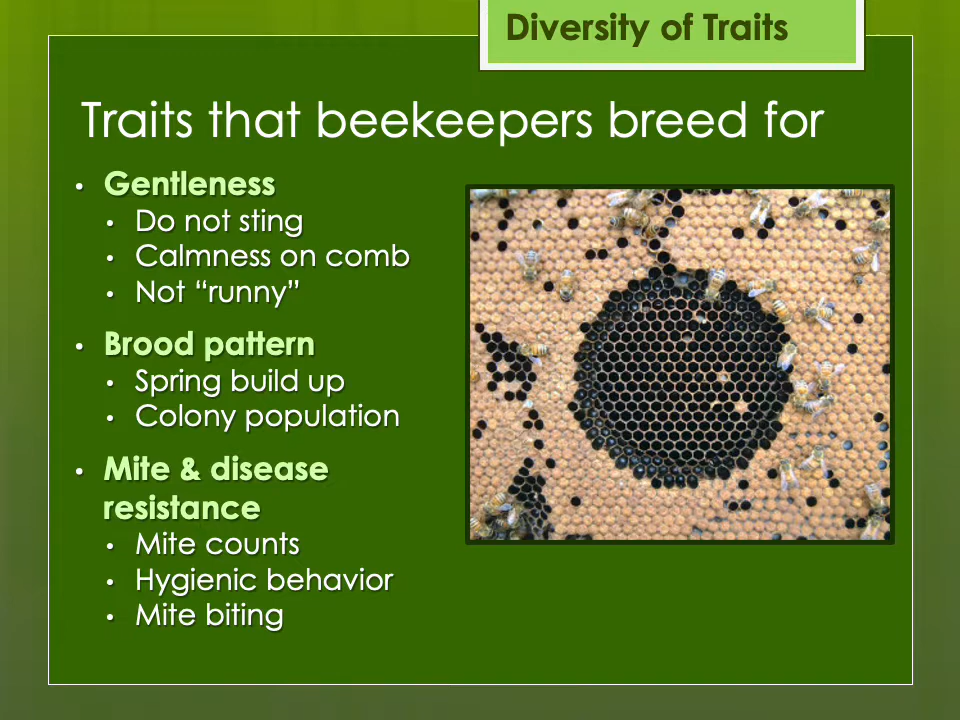 Diversity of Traits
Traits that beekeepers breed for
• Gentleness
• Do not sting
• Calmness on comb
• Not “runny”
• Brood pattern
• Spring build up
• Colony population
• Mite & disease
resistance
• Mite counts
• Hygienic behavior
• Mite biting